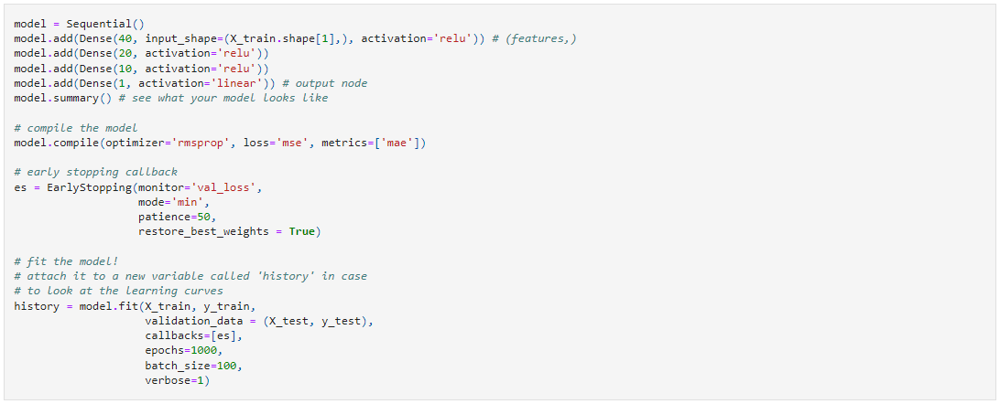 model = Sequential()
model.add(Dense(40, input_shape=(X_train.shape[1],), activation='relu')) # (features,)
model.add(Dense(20, activation='relu'))
model.add(Dense(10, activation='relu'))
model.add(Dense(1, activation='linear')) # output node
model.summary() # see what your model looks like

# compile the model
model.compile(optimizer='rmsprop', loss='mse', metrics=['mae'])

# early stopping callback
es = EarlyStopping(monitor='val_loss',
                   mode='min',
                   patience=50,
                   restore_best_weights = True)

# fit the model!
# attach it to a new variable called 'history' in case
# to look at the learning curves
history = model.fit(X_train, y_train,
                    validation_data = (X_test, y_test),
                    callbacks=[es],
                    epochs=1000,
                    batch_size=100,
                    verbose=1)